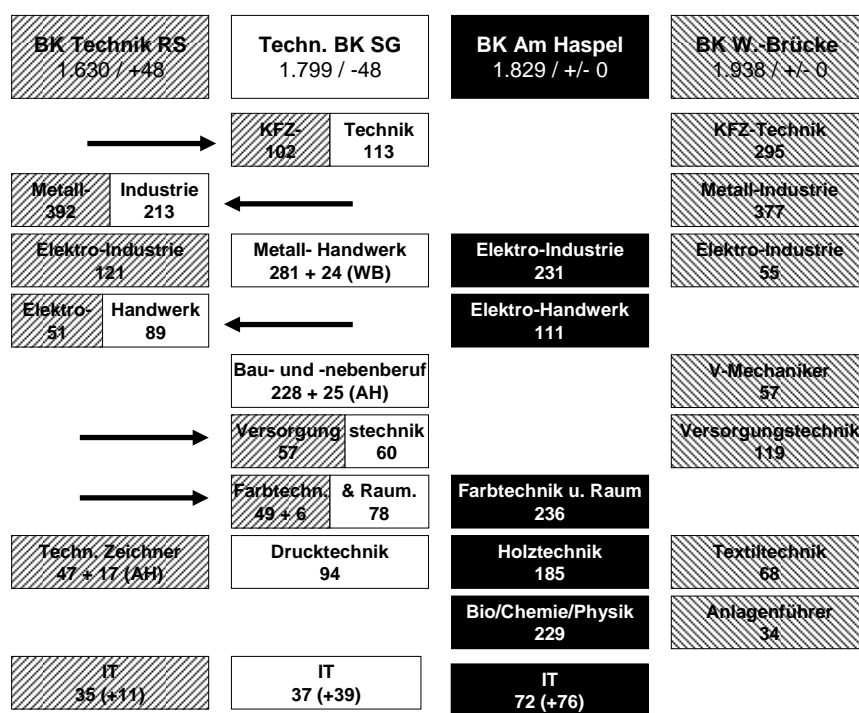 BK Technik RS
1.630 / +48
Techn. BK SG
1.799 / -48
BK Am Haspel
1.829 / +/- 0
BK W.-Brücke
1.938 / +/- 0
KFZ- Technik
102 113
KFZ-Technik
295
Metall- Industrie
392 213
Metall-Industrie
377
Elektro-Industrie
121
Metall- Handwerk
281 + 24 (WB)
Elektro-Industrie
231
Elektro-Industrie
55
Elektro- Handwerk
51 89
Elektro-Handwerk
111
Bau- und -nebenberuf
228 + 25 (AH)
V-Mechaniker
57
Versorgung stechnik
57 60
Versorgungstechnik
119
Farbtechn. & Raum.
49 + 6 78
Farbtechnik u. Raum
236
Techn. Zeichner
47 + 17 (AH)
Drucktechnik
94
Holztechnik
185
Textiltechnik
68
Bio/Chemie/Physik
229
Anlagenführer
34
IT
35 (+11)
IT
37 (+39)
IT
72 (+76)